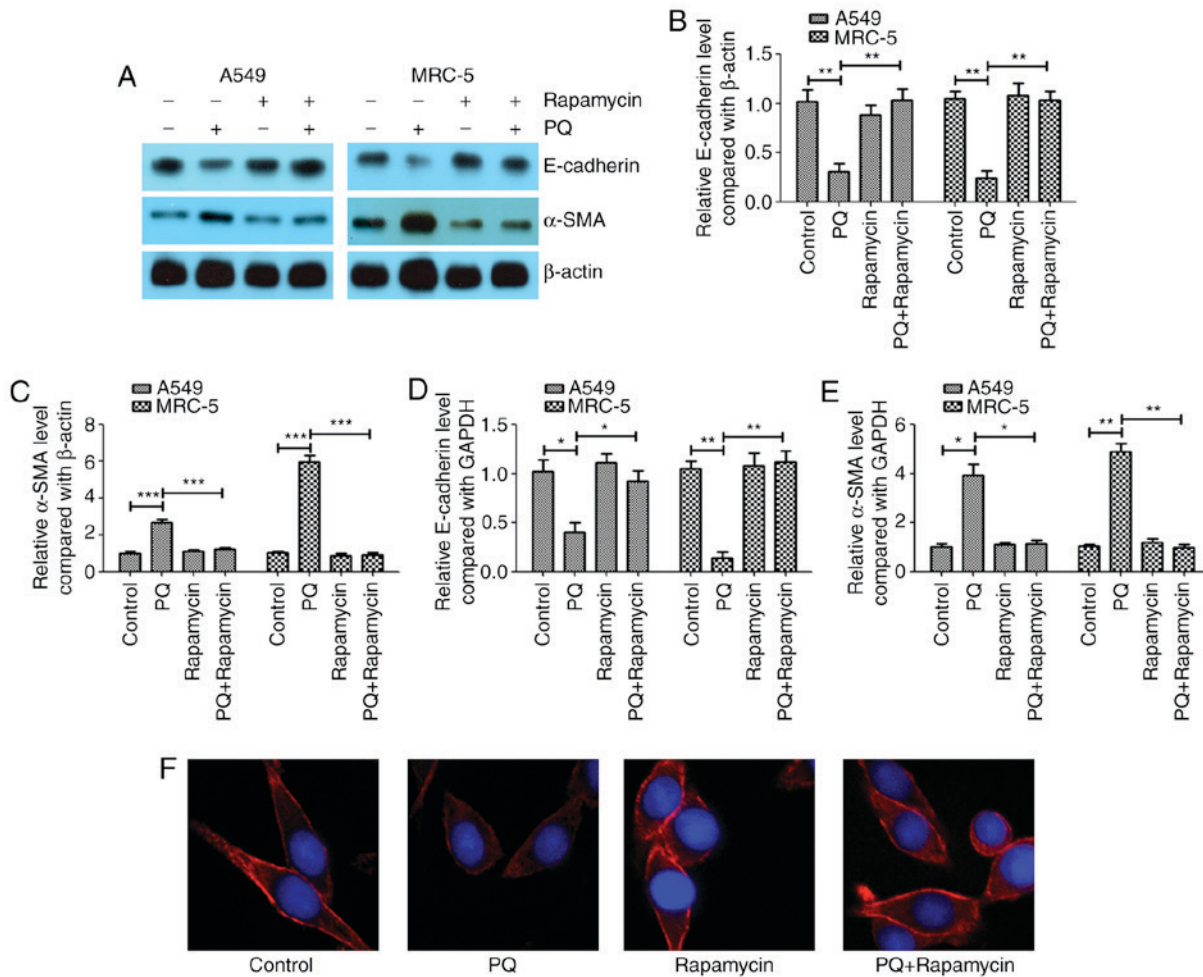 A
A549
MRC-5
– – + + – – + + Rapamycin
– + – + – + – + PQ
E-cadherin
α-SMA
β-actin
B
A549
MRC-5
Relative E-cadherin level
compared with β-actin
1.5
1.0
0.5
0.0
** ** ** **
Control PQ Rapamycin PQ+Rapamycin Control PQ Rapamycin PQ+Rapamycin
C
A549
MRC-5
Relative α-SMA level
compared with β-actin
8
6
4
2
0
*** *** *** ***
Control PQ Rapamycin PQ+Rapamycin Control PQ Rapamycin PQ+Rapamycin
D
A549
MRC-5
Relative E-cadherin level
compared with GAPDH
1.5
1.0
0.5
0.0
* * ** **
Control PQ Rapamycin PQ+Rapamycin Control PQ Rapamycin PQ+Rapamycin
E
A549
MRC-5
Relative α-SMA level
compared with GAPDH
6
4
2
0
* * ** **
Control PQ Rapamycin PQ+Rapamycin Control PQ Rapamycin PQ+Rapamycin
F
Control PQ Rapamycin PQ+Rapamycin